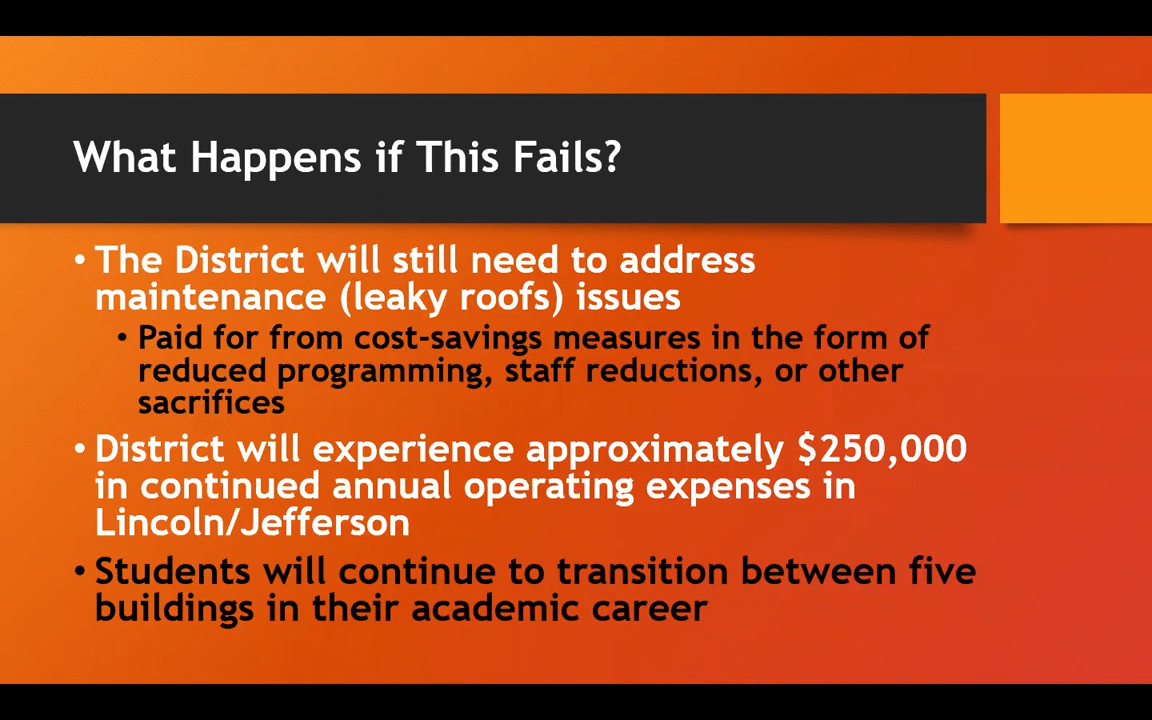 What Happens if This Fails?
• The District will still need to address
maintenance (leaky roofs) issues
• Paid for from cost-savings measures in the form of
reduced programming, staff reductions, or other
sacrifices
• District will experience approximately $250,000
in continued annual operating expenses in
Lincoln/Jefferson
• Students will continue to transition between five
buildings in their academic career